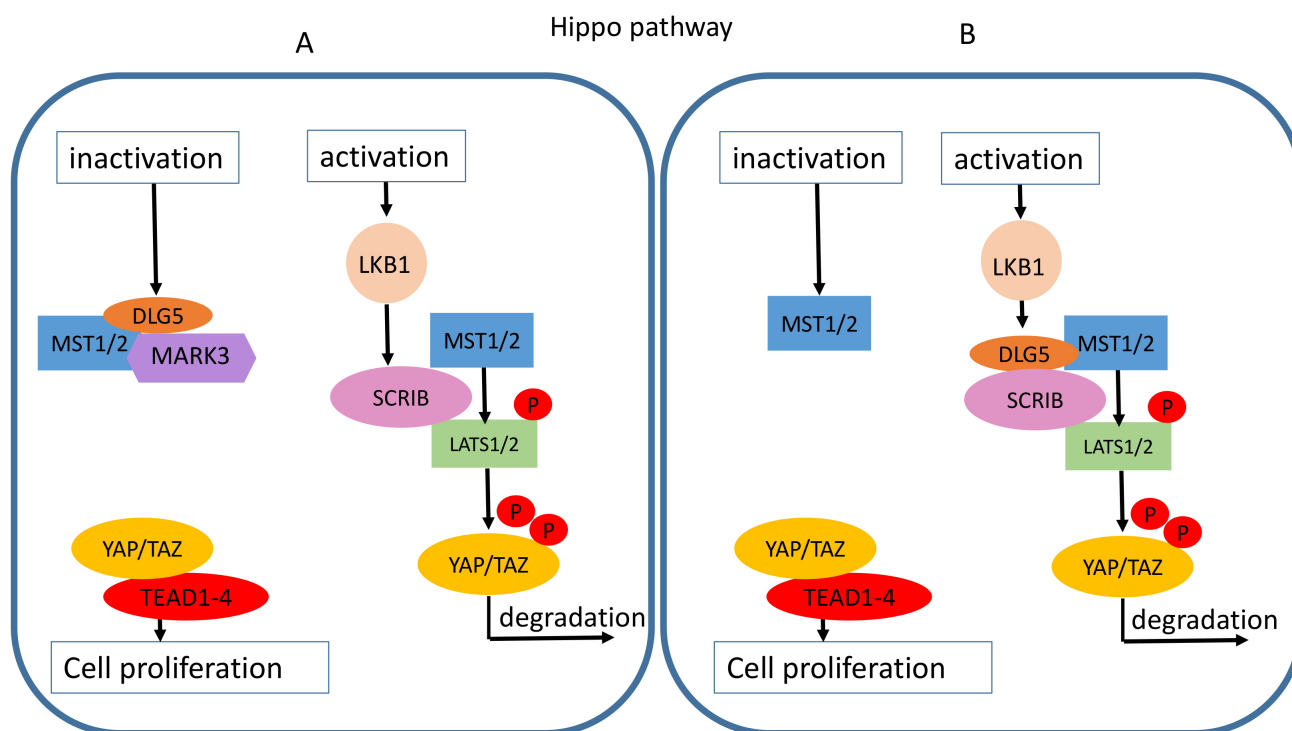 Hippo pathway
A
inactivation
activation
LKB1
DLG5
MST1/2
MARK3
MST1/2
SCRIB
P
LATS1/2
P
P
YAP/TAZ
YAP/TAZ
TEAD1-4
degradation
Cell proliferation
B
inactivation
activation
LKB1
MST1/2
DLG5
MST1/2
SCRIB
P
LATS1/2
P
P
YAP/TAZ
YAP/TAZ
TEAD1-4
degradation
Cell proliferation